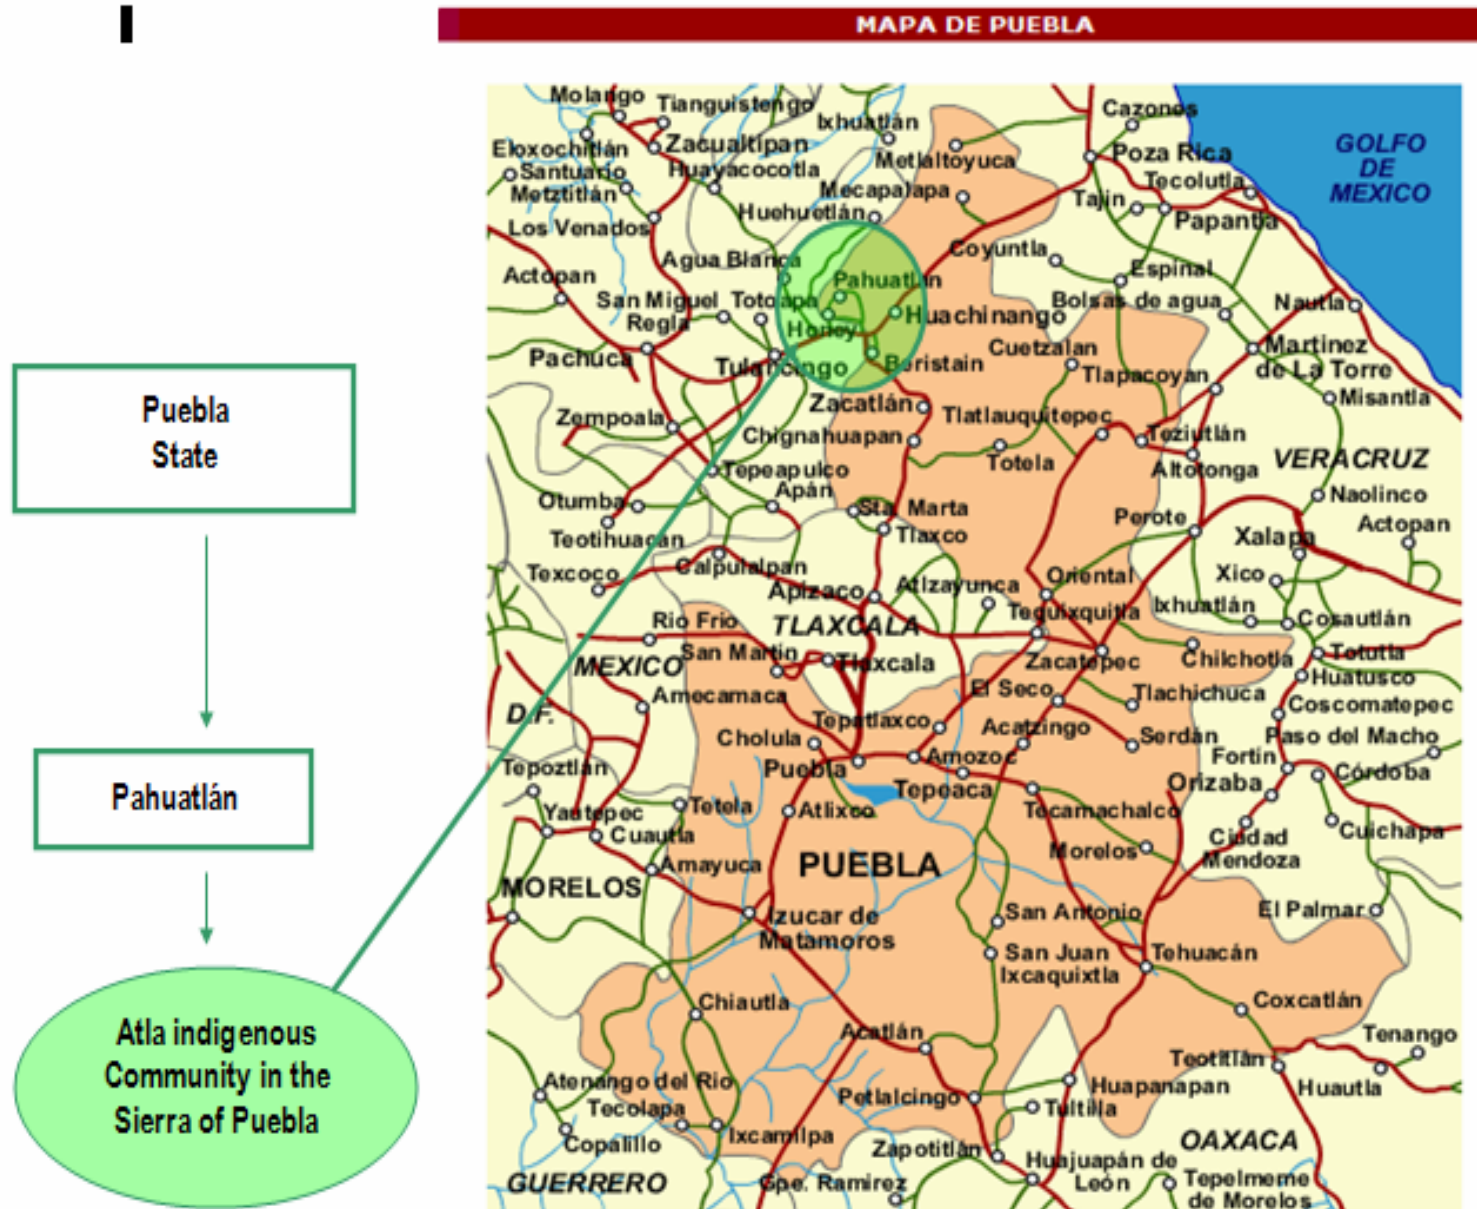 I
MAPA DE PUEBLA
Puebla
State
Pahuatlán
Atla indigenous
Community in the
Sierra of Puebla
Molango
Tianguistengo
Ixhuatlán
Cazones
Eloxochitlán
Zacualtipan
Metlaltoyuca
Poza Rica
GOLFO
DE
MEXICO
Santuario
Huayacocotla
Metztitlán
Mecapalapa
Tecolutla
Tajin
Los Venados
Huehuetlán
Papantla
Agua Blanca
Coyuntla
Actopan
Pahuatlán
Espinal
San Miguel
Regla
Totoapa
Bolsas de agua
Nautla
Honey
Huachinango
Pachuca
Tulancingo
Beristain
Cuetzalan
Martinez
de La Torre
Tlapacoyan
Misantla
Zempoala
Zacatlán
Tlatlauquitepec
Chignahuapan
Teziutlán
Totela
Altotonga
VERACRUZ
Tepeapulco
Apán
Otumba
Naolinco
Sta. Marta
Perote
Actopan
Teotihuacan
Tlaxco
Xalapa
Texcoco
Calpulalpan
Apizaco
Atlzayunca
Oriental
Xico
Rio Frio
TLAXCALA
Tequixquitla
Ixhuatlán
Cosautlán
MEXICO
San Martin
Tlaxcala
Zacatepec
Chilchotla
Totutla
Huatusco
Amecamaca
El Seco
Tlachichuca
Coscomatepec
D.F.
Tepatlaxco
Acatzingo
Serdán
Paso del Macho
Cholula
Fortín
Tepoztlán
Puebla
Amozoc
Orizaba
Córdoba
Tepeaca
Yautepec
Tetela
Atlixco
Tecamachalco
Cuautla
Ciudad
Mendoza
Cuichapa
Amayuca
PUEBLA
Morelos
MORELOS
Izucar de
Matamoros
San Antonio
El Palmar
San Juan
Ixcaquixtla
Tehuacán
Chiautla
Coxcatlán
Acatlán
Tenango
Teotitlán
Atenango del Rio
Petlalcingo
Huapanapan
Huautla
Tecolapa
Tultilla
Copalillo
Ixcamilpa
Zapotitlán
OAXACA
GUERRERO
Gpe. Ramirez
Huajuapán de
León
Tepelmeme
de Morelos